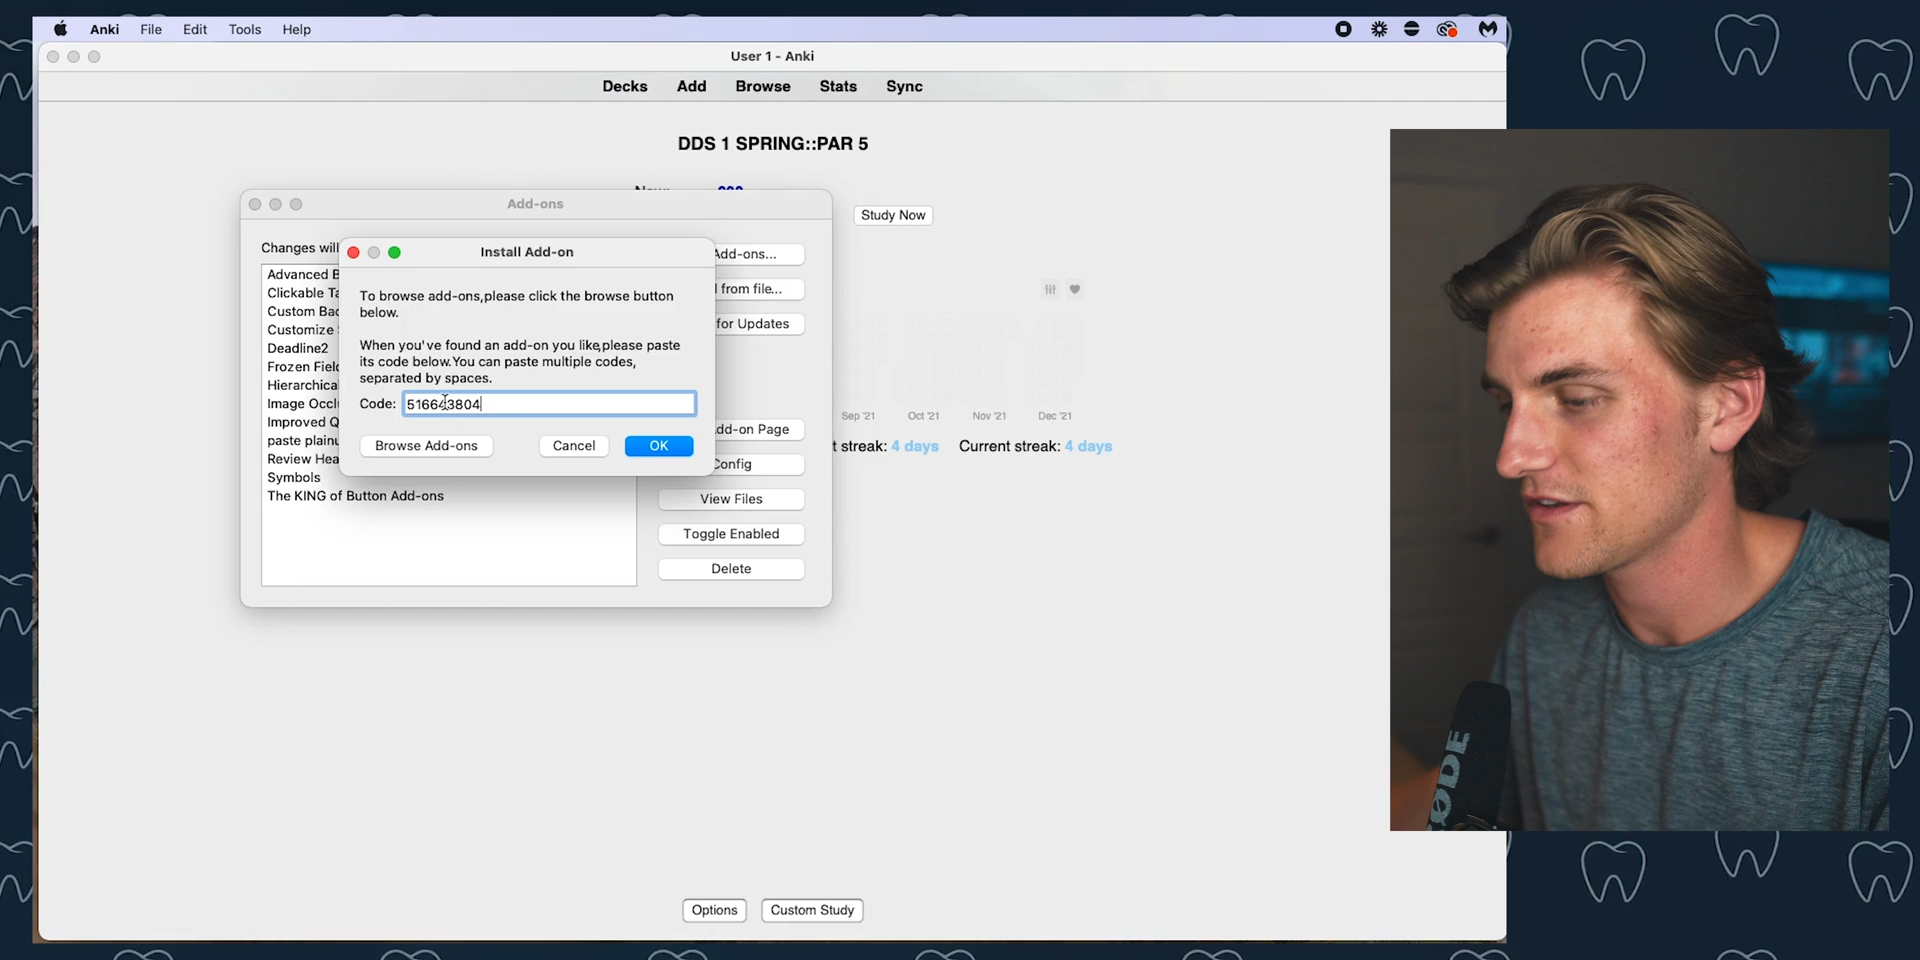 Anki File Edit Tools Help
User 1 - Anki
Decks Add Browse Stats Sync
DDS 1 SPRING::PAR 5
Add-ons
Study Now
Changes will
Install Add-on
Add-ons...
To browse add-ons,please click the browse button
below.
from file...
for Updates
When you've found an add-on you like,please paste
its code below.You can paste multiple codes,
separated by spaces.
Code: 516643804
Browse Add-ons Cancel OK
Advanced B
Clickable Ta
Custom Bac
Customize
Deadline2
Frozen Field
Hierarchica
Image Occl
Improved Q
paste plain
Review Hea
Symbols
The KING of Button Add-ons
dd-on Page
Config
View Files
Toggle Enabled
Delete
Sep '21 Oct '21 Nov '21 Dec '21
t streak: 4 days Current streak: 4 days
Options Custom Study
RØDE